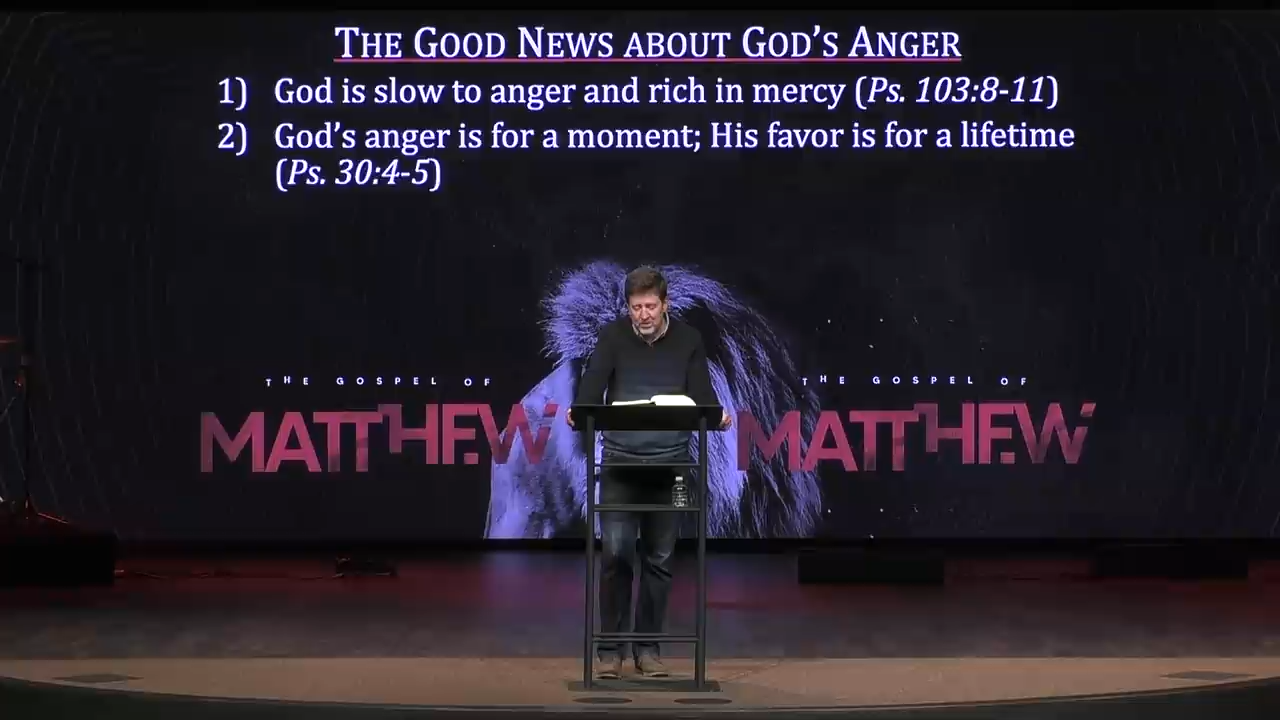 THE GOOD NEWS ABOUT GOD'S ANGER
1) God is slow to anger and rich in mercy (Ps. 103:8-11)
2) God's anger is for a moment; His favor is for a lifetime
(Ps. 30:4-5)
THE GOSPEL OF
MATTHEW
THE GOSPEL OF
MATTHEW